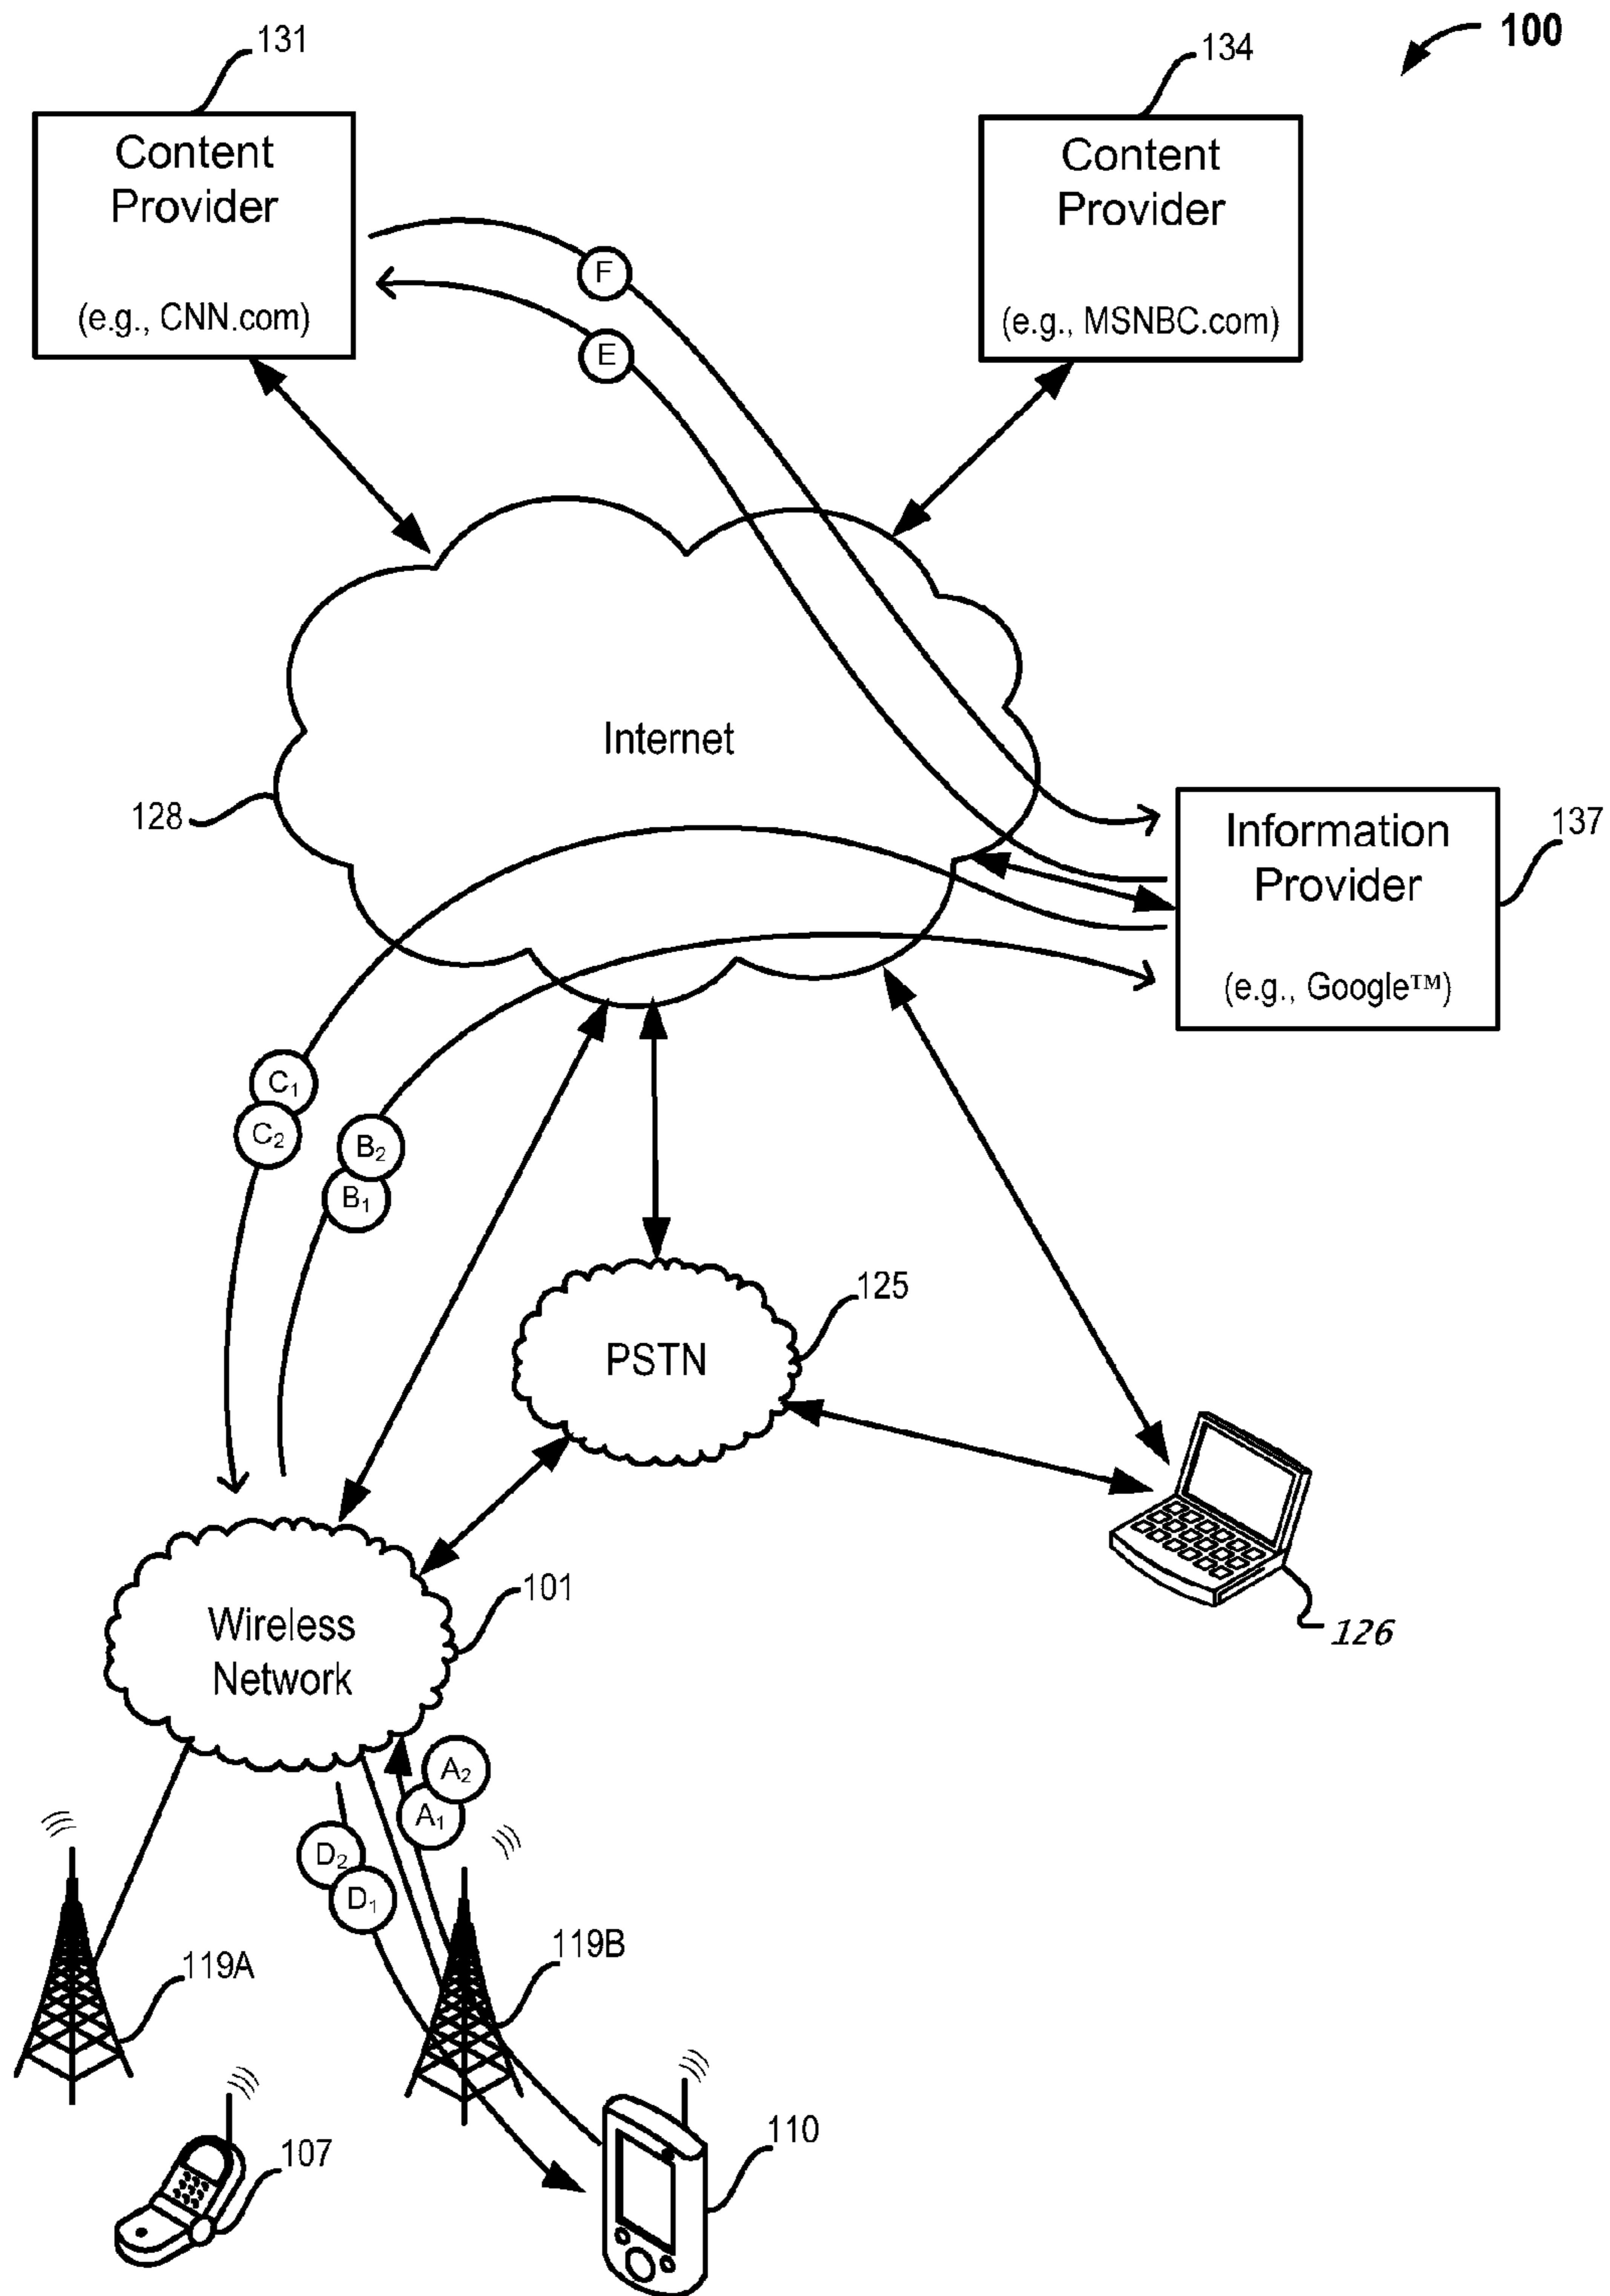 100
131
134
Content
Provider
(e.g., CNN.com)
Content
Provider
(e.g., MSNBC.com)
F
E
Internet
128
137
Information
Provider
(e.g., Google™)
C₁
C₂
B₂
B₁
125
PSTN
101
Wireless
Network
126
A₂
A₁
D₂
D₁
119A
119B
107
110